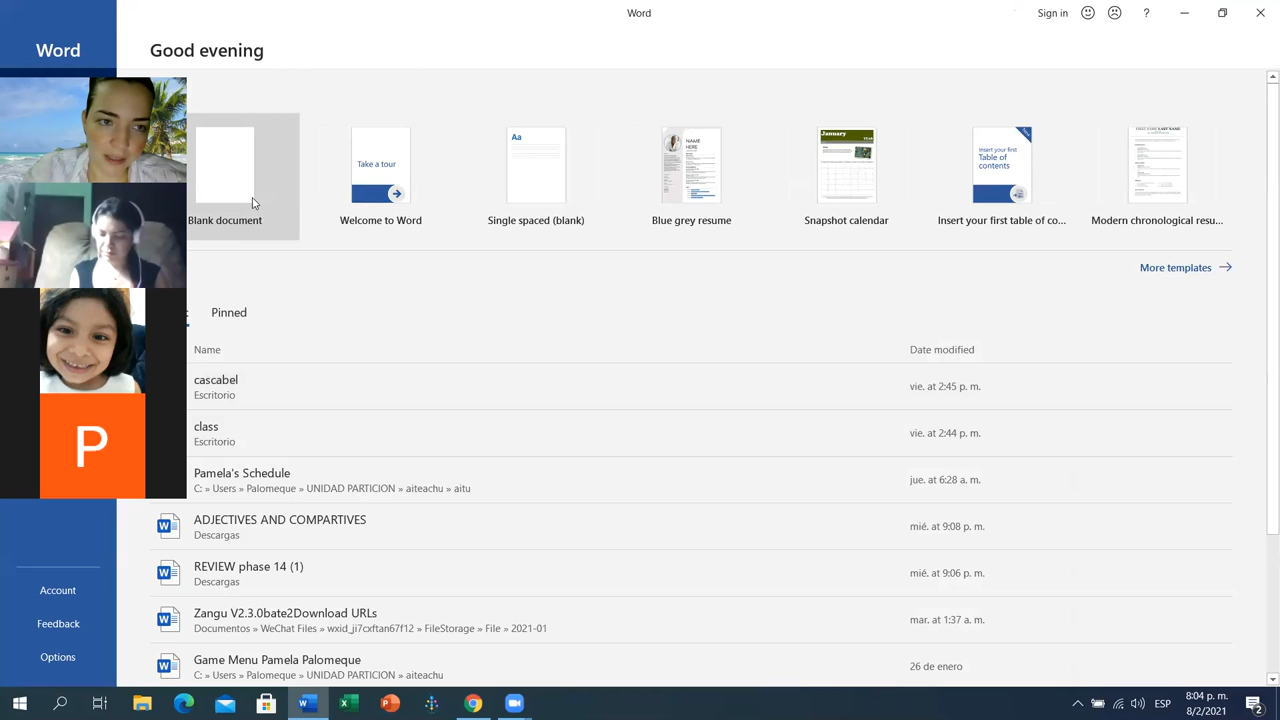 Word
Sign in
?
Word
Good evening
Aa
Take a tour
NAME
HERE
January
Insert your first
Table of
contents
Blank document
Welcome to Word
Single spaced (blank)
Blue grey resume
Snapshot calendar
Insert your first table of co...
Modern chronological resu...
More templates
Pinned
Name
Date modified
cascabel
Escritorio
vie. at 2:45 p. m.
class
Escritorio
vie. at 2:44 p. m.
P
Pamela's Schedule
C: » Users » Palomeque » UNIDAD PARTICION » aiteachu » aitu
jue. at 6:28 a. m.
ADJECTIVES AND COMPARTIVES
Descargas
mié. at 9:08 p. m.
REVIEW phase 14 (1)
Descargas
mié. at 9:06 p. m.
Zangu V2.3.0bate2Download URLs
Documentos » WeChat Files » wxid_ji7cxftan67f12 » FileStorage » File » 2021-01
mar. at 1:37 a. m.
Game Menu Pamela Palomeque
C: » Users » Palomeque » UNIDAD PARTICION » aiteachu
26 de enero
Account
Feedback
Options
ESP
8:04 p. m.
8/2/2021
2